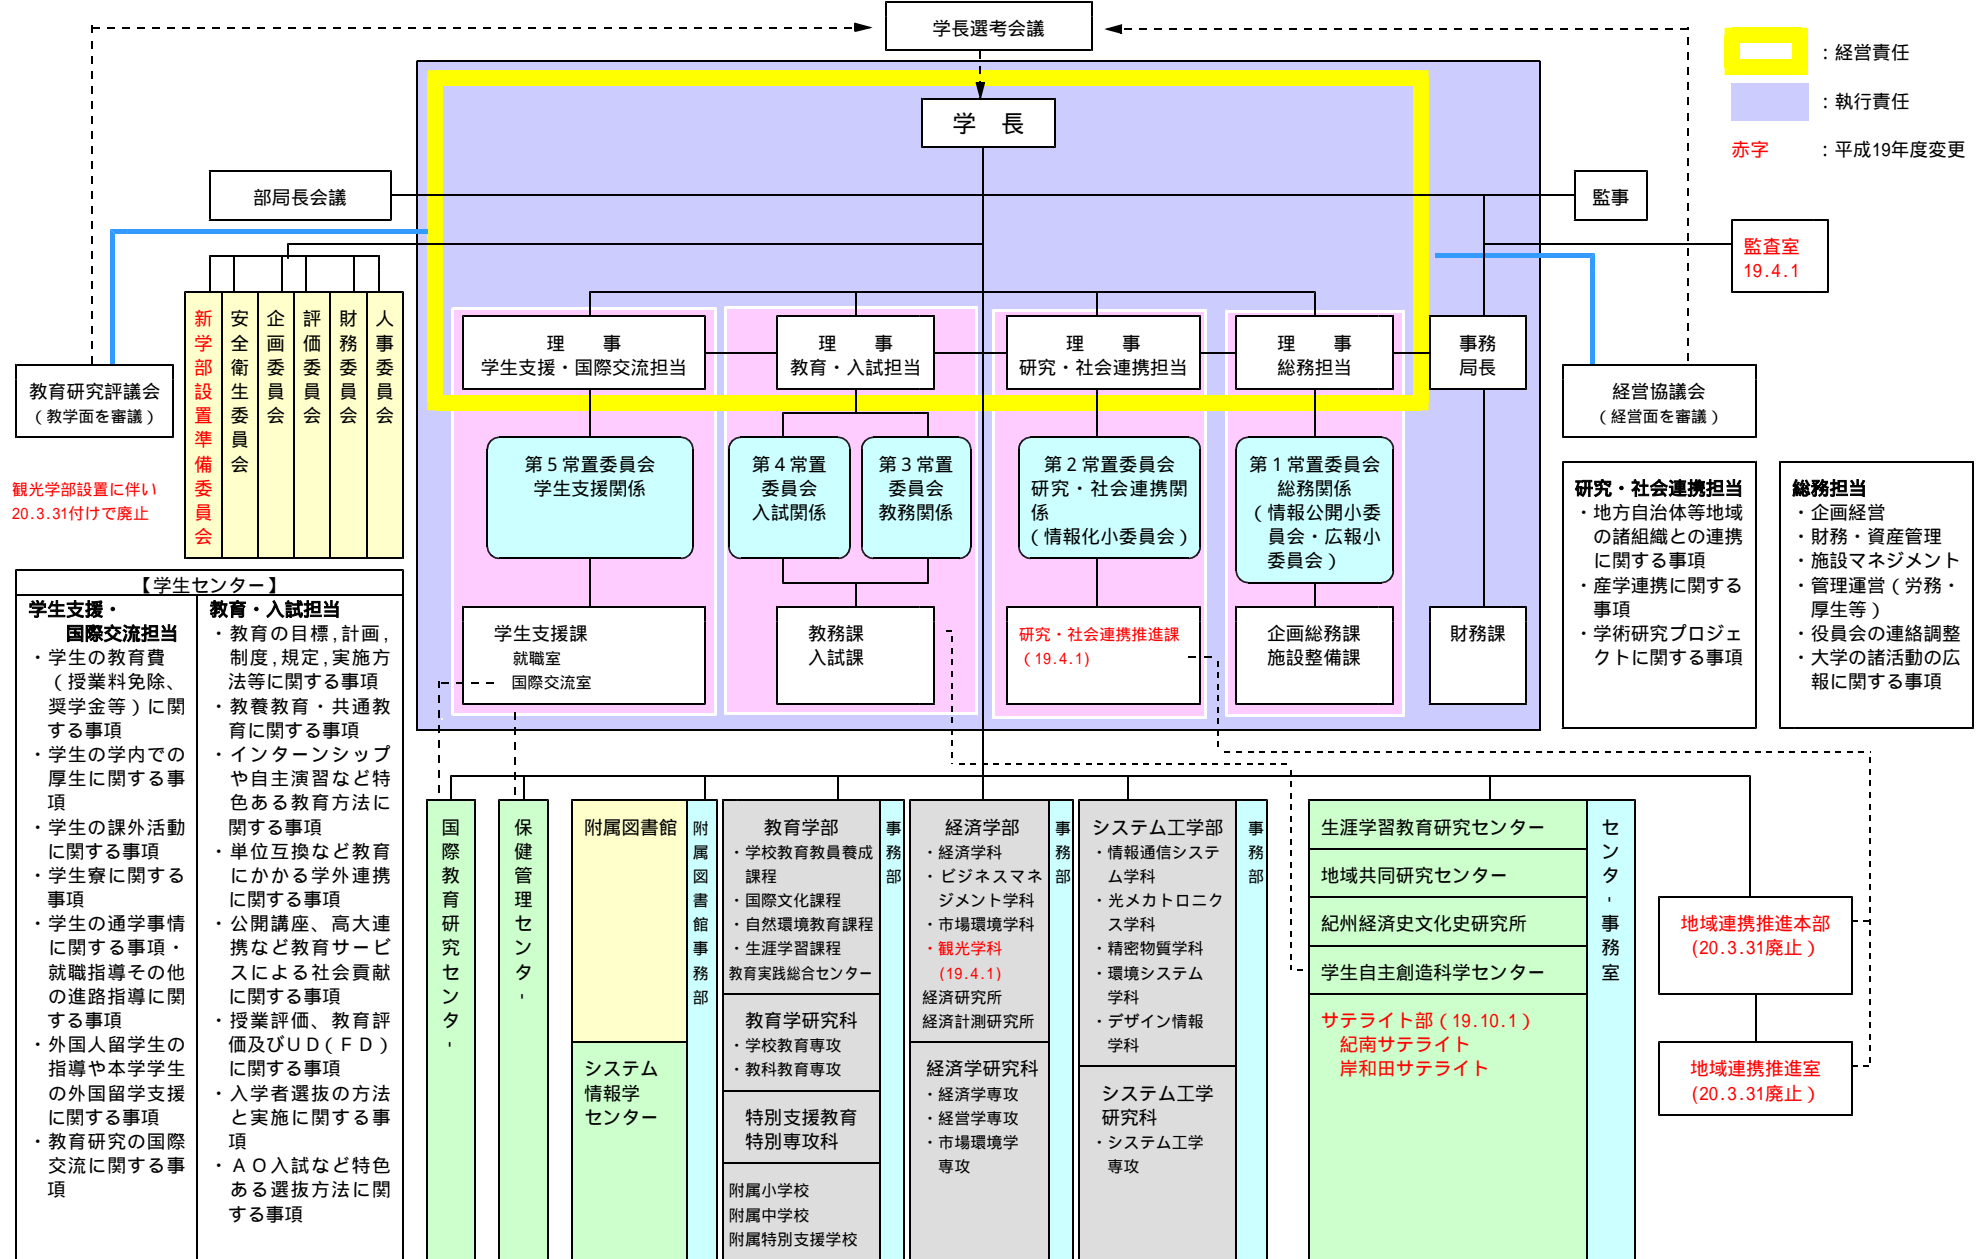 学長選考会議
：経営責任
：執行責任
赤字　：平成19年度変更
学　長
部局長会議
監事
監査室
19.4.1
新学部設置準備委員会
安全衛生委員会
企画委員会
評価委員会
財務委員会
人事委員会
教育研究評議会
（教学面を審議）
観光学部設置に伴い
20.3.31付けで廃止
理　事
学生支援・国際交流担当
理　事
教育・入試担当
理　事
研究・社会連携担当
理　事
総務担当
事務
局長
経営協議会
（経営面を審議）
第５常置委員会
学生支援関係
第４常置
委員会
入試関係
第３常置
委員会
教務関係
第２常置委員会
研究・社会連携関
係
（情報化小委員会）
第１常置委員会
総務関係
（情報公開小委
員会・広報小
委員会）
学生支援課
就職室
国際交流室
教務課
入試課
研究・社会連携推進課
（19.4.1)
企画総務課
施設整備課
財務課
研究・社会連携担当
・地方自治体等地域
の諸組織との連携
に関する事項
・産学連携に関する
事項
・学術研究プロジェ
クトに関する事項
総務担当
・企画経営
・財務・資産管理
・施設マネジメント
・管理運営（労務・
厚生等）
・役員会の連絡調整
・大学の諸活動の広
報に関する事項
【学生センター】
学生支援・
国際交流担当
・学生の教育費
（授業料免除、
奨学金等）に関
する事項
・学生の学内での
厚生に関する事
項
・学生の課外活動
に関する事項
・学生寮に関する
事項
・学生の通学事情
に関する事項・
就職指導その他
の進路指導に関
する事項
・外国人留学生の
指導や本学学生
の外国留学支援
に関する事項
・教育研究の国際
交流に関する事
項
教育・入試担当
・教育の目標,計画,
制度,規定,実施方
法等に関する事項
・教養教育・共通教
育に関する事項
・インターンシップ
や自主演習など特
色ある教育方法に
関する事項
・単位互換など教育
にかかる学外連携
に関する事項
・公開講座、高大連
携など教育サービ
スによる社会貢献
に関する事項
・授業評価、教育評
価及びＵＤ（ＦＤ）
に関する事項
・入学者選抜の方法
と実施に関する事
項
・ＡＯ入試など特色
ある選抜方法に関
する事項
国際教育研究センタ-
保健管理センタ-
附属図書館
附属図書館事務部
システム
情報学
センター
教育学部
・学校教育教員養成
課程
・国際文化課程
・自然環境教育課程
・生涯学習課程
教育実践総合センター
教育学研究科
・学校教育専攻
・教科教育専攻
特別支援教育
特別専攻科
附属小学校
附属中学校
附属特別支援学校
事務部
経済学部
・経済学科
・ビジネスマネ
ジメント学科
・市場環境学科
・観光学科
(19.4.1)
経済研究所
経済計測研究所
経済学研究科
・経済学専攻
・経営学専攻
・市場環境学
専攻
事務部
システム工学部
・情報通信システ
ム学科
・光メカトロニク
ス学科
・精密物質学科
・環境システム
学科
・デザイン情報
学科
システム工学
研究科
・システム工学
専攻
事務部
生涯学習教育研究センター
地域共同研究センター
紀州経済史文化史研究所
学生自主創造科学センター
サテライト部（19.10.1）
紀南サテライト
岸和田サテライト
センタ-事務室
地域連携推進本部
(20.3.31廃止）
地域連携推進室
(20.3.31廃止）